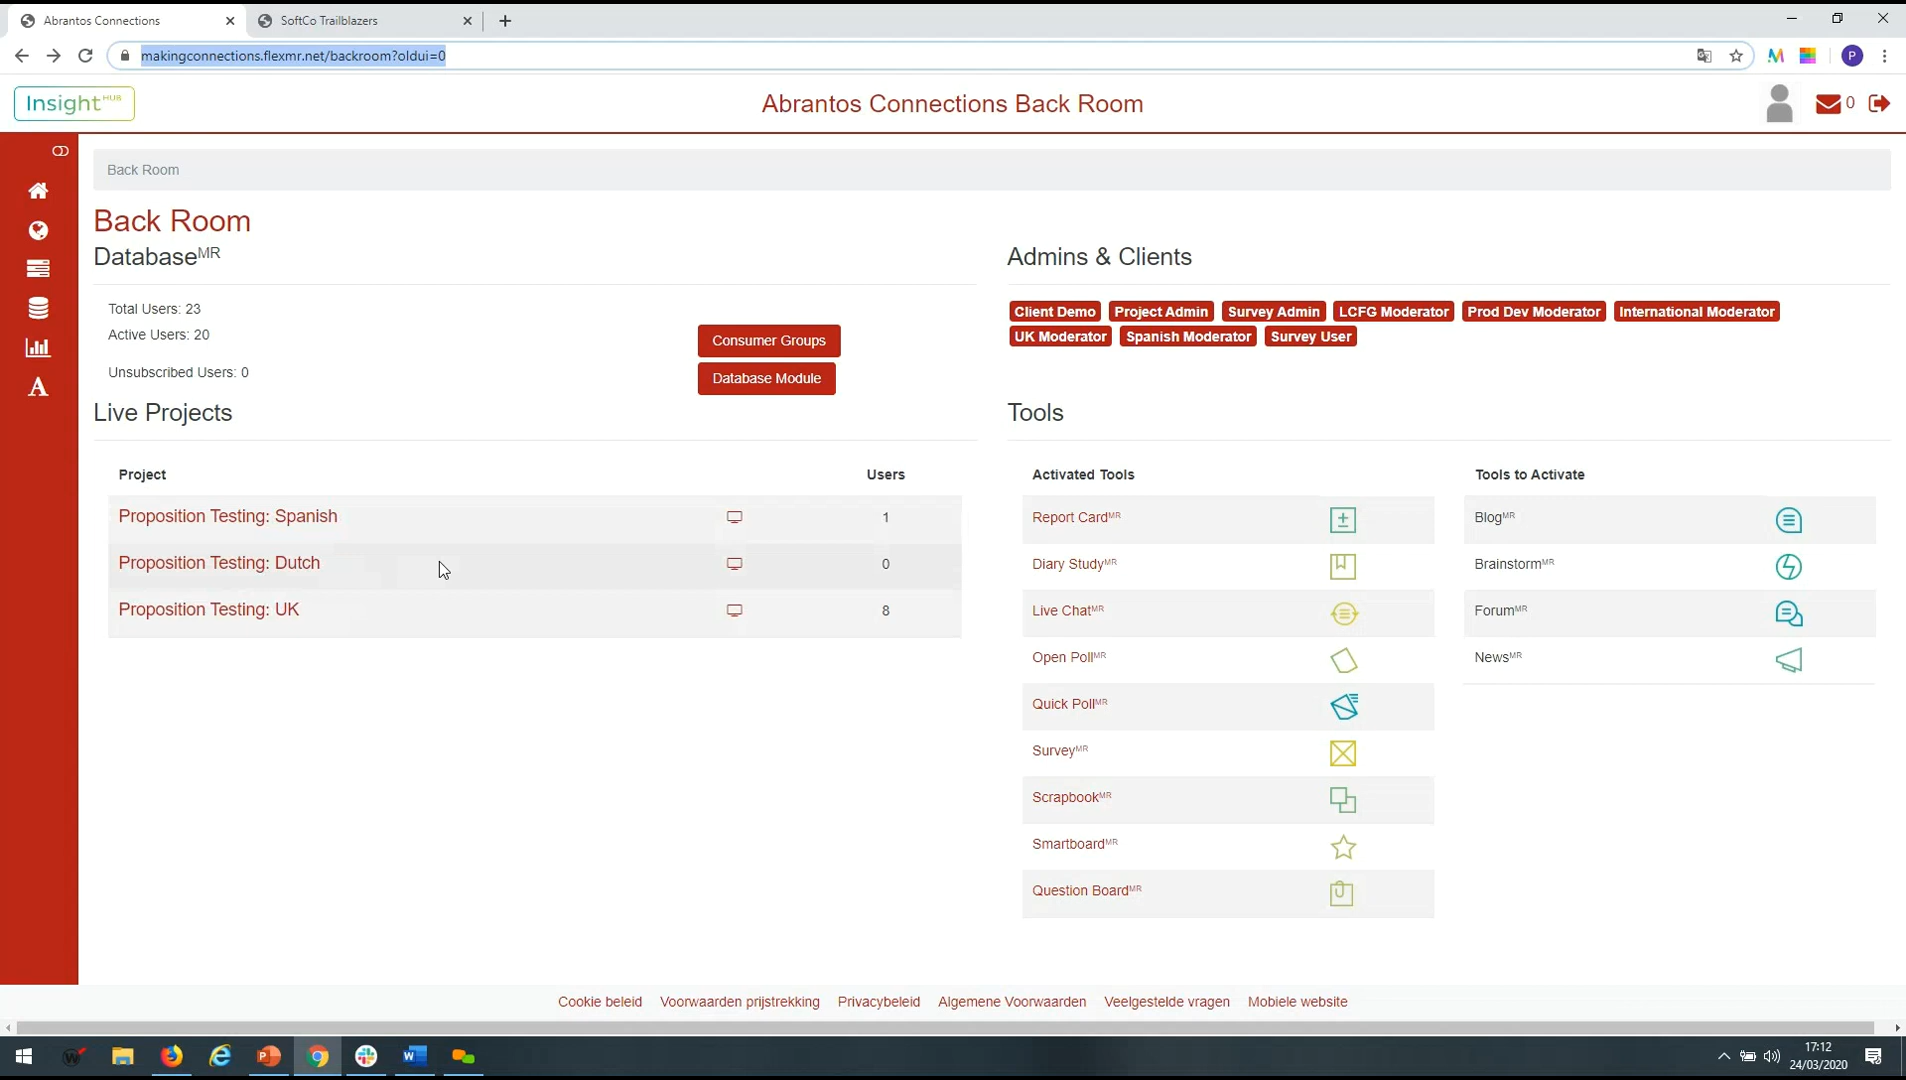 Abrantos Connections
SoftCo Trailblazers
makingconnections.flexmr.net/backroom?oldui=0
P
Insight HUB
Abrantos Connections Back Room
0
Back Room
Back Room
DatabaseMR
Total Users: 23
Active Users: 20
Unsubscribed Users: 0
Consumer Groups
Database Module
Admins & Clients
Client Demo Project Admin Survey Admin LCFG Moderator Prod Dev Moderator International Moderator
UK Moderator Spanish Moderator Survey User
Live Projects
Project Users
Proposition Testing: Spanish 1
Proposition Testing: Dutch 0
Proposition Testing: UK 8
Tools
Activated Tools
Report CardMR
Diary StudyMR
Live ChatMR
Open PollMR
Quick PollMR
SurveyMR
ScrapbookMR
SmartboardMR
Question BoardMR
Tools to Activate
BlogMR
BrainstormMR
ForumMR
NewsMR
Cookie beleid Voorwaarden prijstrekking Privacybeleid Algemene Voorwaarden Veelgestelde vragen Mobiele website
17:12
24/03/2020